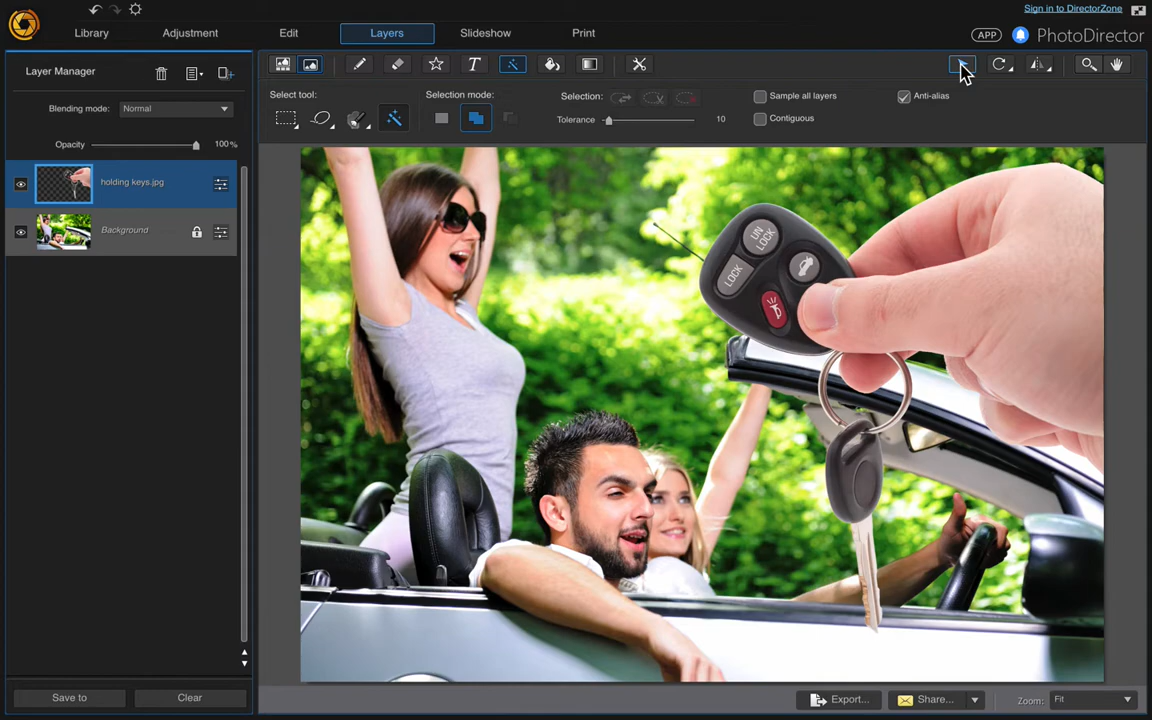 Sign in to DirectorZone
Library Adjustment Edit Layers Slideshow Print APP PhotoDirector
Layer Manager
Blending mode: Normal
Opacity 100%
holding keys.jpg
Background
Save to Clear
Select tool: Selection mode: Selection: Sample all layers Anti-alias
Tolerance 10 Contiguous
UN
LOCK
LOCK
Export... Share... Zoom: Fit